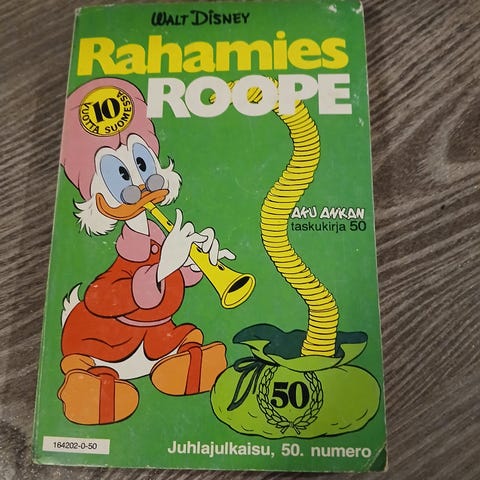 WALT DISNEY
Rahamies
ROOPE
10
VUOTTA SUOMESSA
AKU ANKAN
taskukirja 50
50
164202-0-50
Juhlajulkaisu, 50. numero